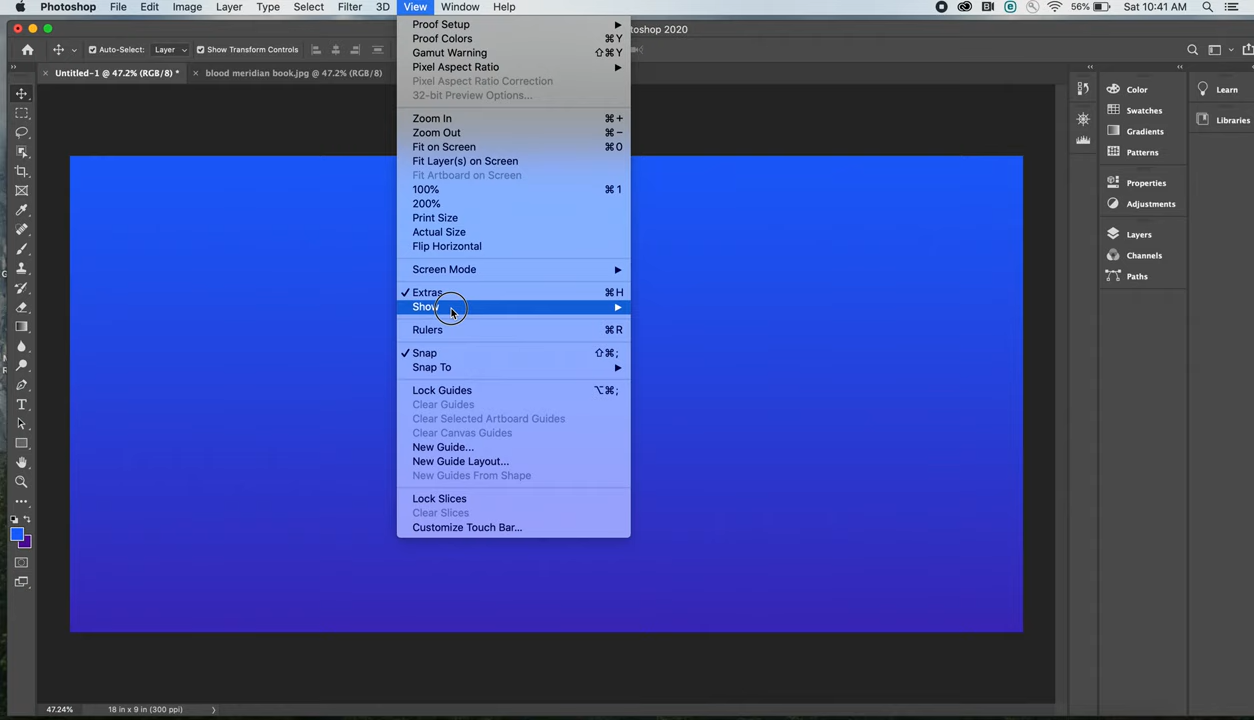 Photoshop File Edit Image Layer Type Select Filter 3D View Window Help 56% Sat 10:41 AM
toshop 2020
Auto-Select: Layer Show Transform Controls
Untitled-1 @ 47.2% (RGB/8) * blood meridian book.jpg @ 47.2% (RGB/8)
Proof Setup
Proof Colors ⌘Y
Gamut Warning ⇧⌘Y
Pixel Aspect Ratio
Pixel Aspect Ratio Correction
32-bit Preview Options...
Zoom In ⌘+
Zoom Out ⌘−
Fit on Screen ⌘0
Fit Layer(s) on Screen
Fit Artboard on Screen
100% ⌘1
200%
Print Size
Actual Size
Flip Horizontal
Screen Mode
Extras ⌘H
Show
Rulers ⌘R
Snap ⇧⌘;
Snap To
Lock Guides ⌥⌘;
Clear Guides
Clear Selected Artboard Guides
Clear Canvas Guides
New Guide...
New Guide Layout...
New Guides From Shape
Lock Slices
Clear Slices
Customize Touch Bar...
Color
Swatches
Gradients
Patterns
Properties
Adjustments
Layers
Channels
Paths
Learn
Libraries
47.24% 18 in x 9 in (300 ppi)